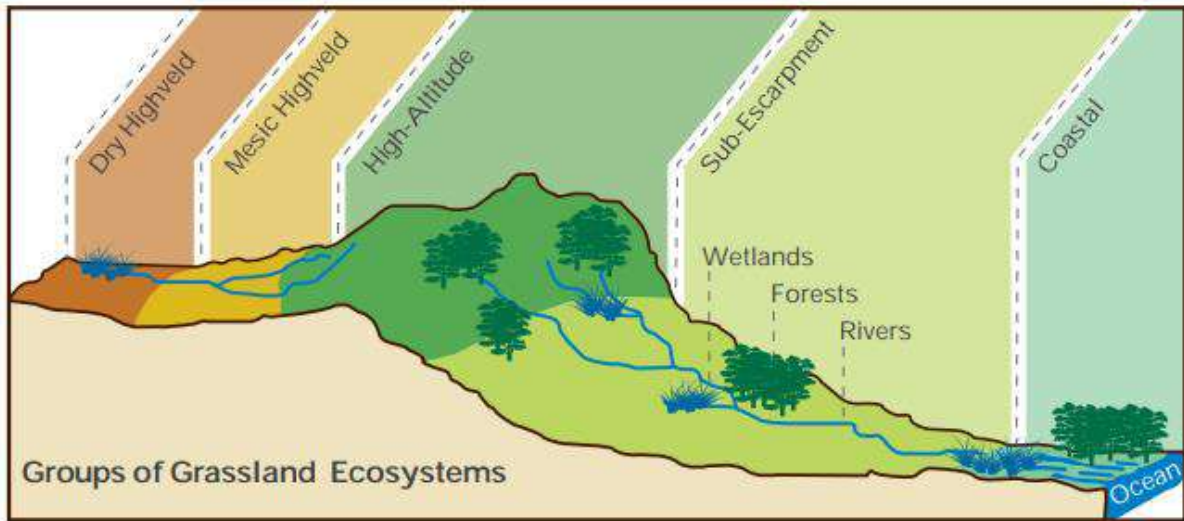 Dry Highveld
Mesic Highveld
High-Altitude
Sub-Escarpment
Coastal
Wetlands
Forests
Rivers
Groups of Grassland Ecosystems
Ocean